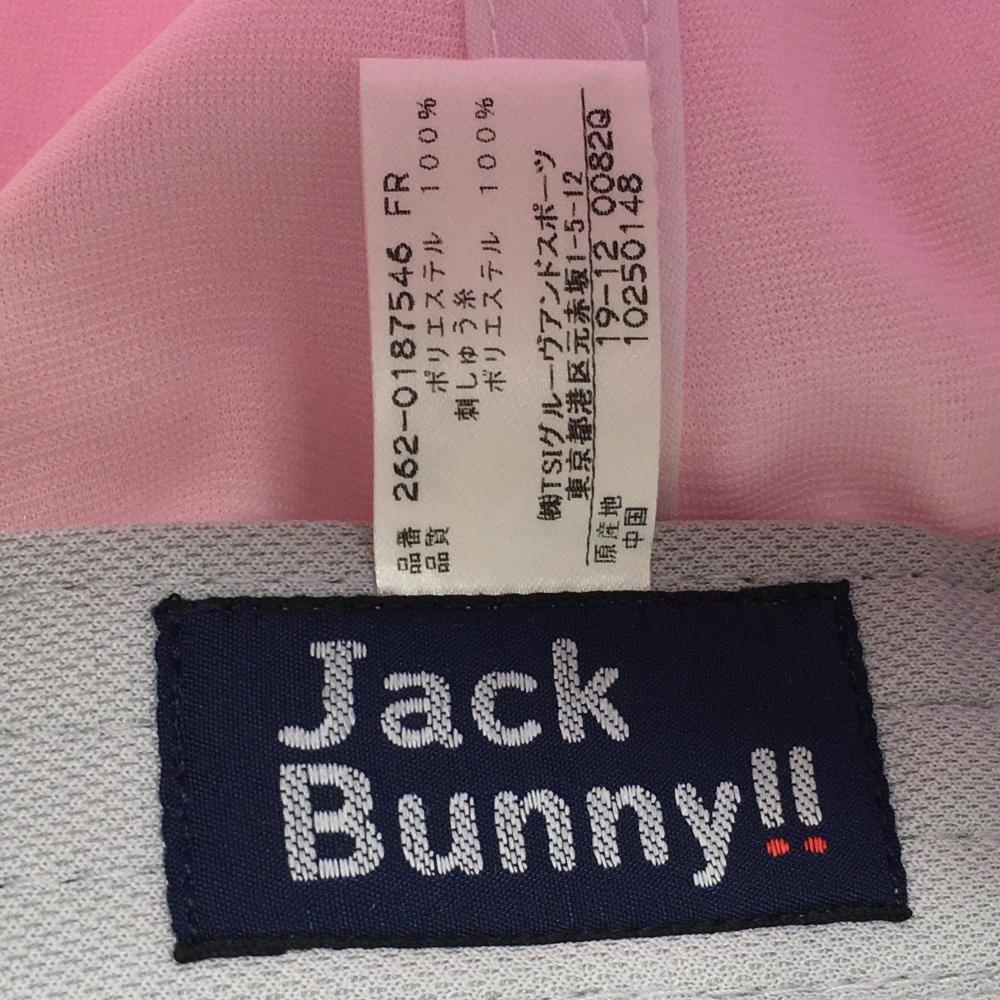 品番 262-0187546 FR
品質 ポリエステル 100%
刺しゅう糸
ポリエステル 100%
㈱TSIグルーヴアンドスポーツ
東京都港区元赤坂1-5-12
原産地 19-12 0082Q
中国 10250148
Jack
Bunny!!